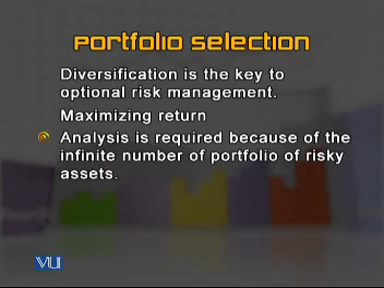 Portfolio selection
Diversification is the key to
optional risk management.
Maximizing return
Analysis is required because of the
infinite number of portfolio of risky
assets.
VU